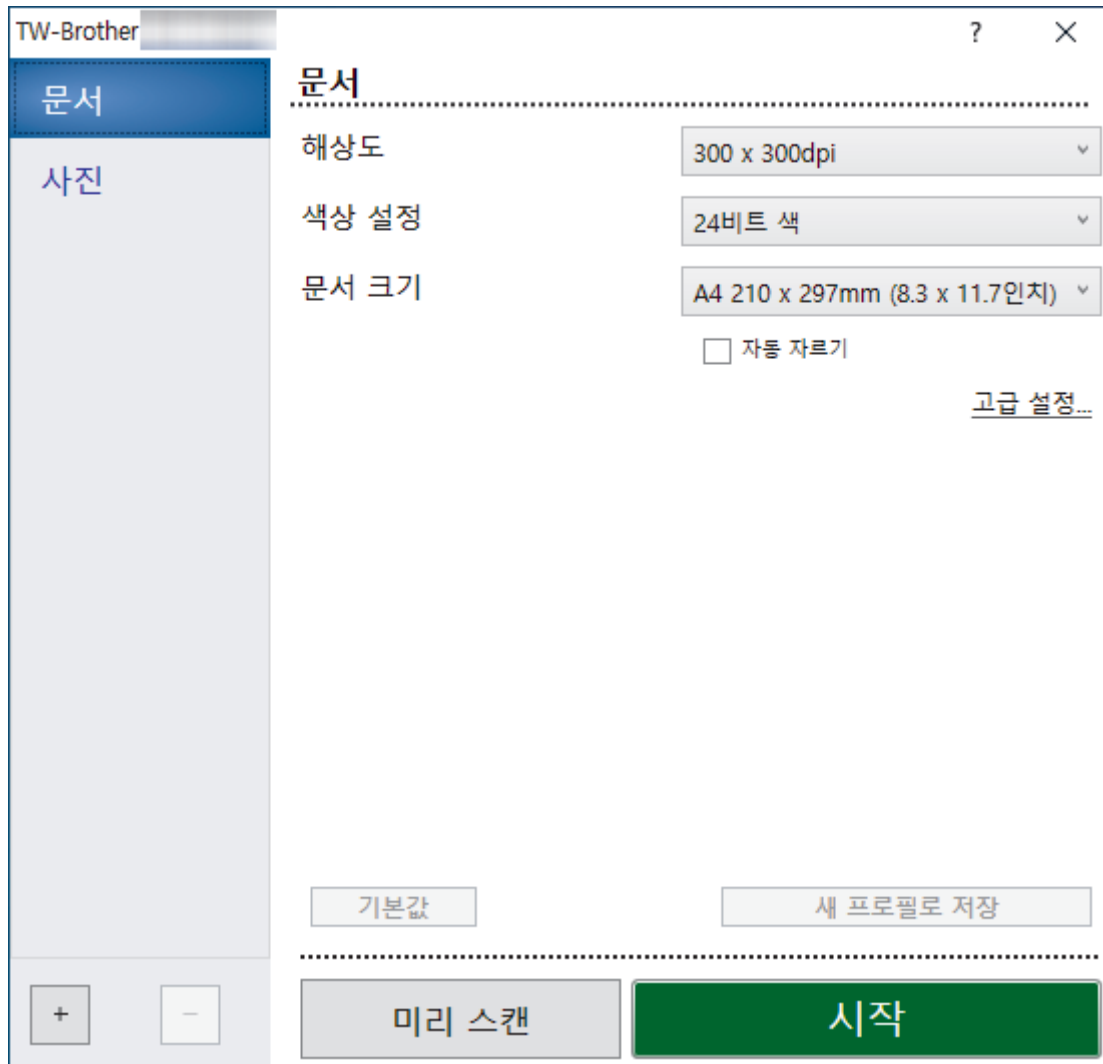 TW-Brother
?
문서
사진
문서
해상도
300 x 300dpi
색상 설정
24비트 색
문서 크기
A4 210 x 297mm (8.3 x 11.7인치)
자동 자르기
고급 설정...
기본값
새 프로필로 저장
+
−
미리 스캔
시작